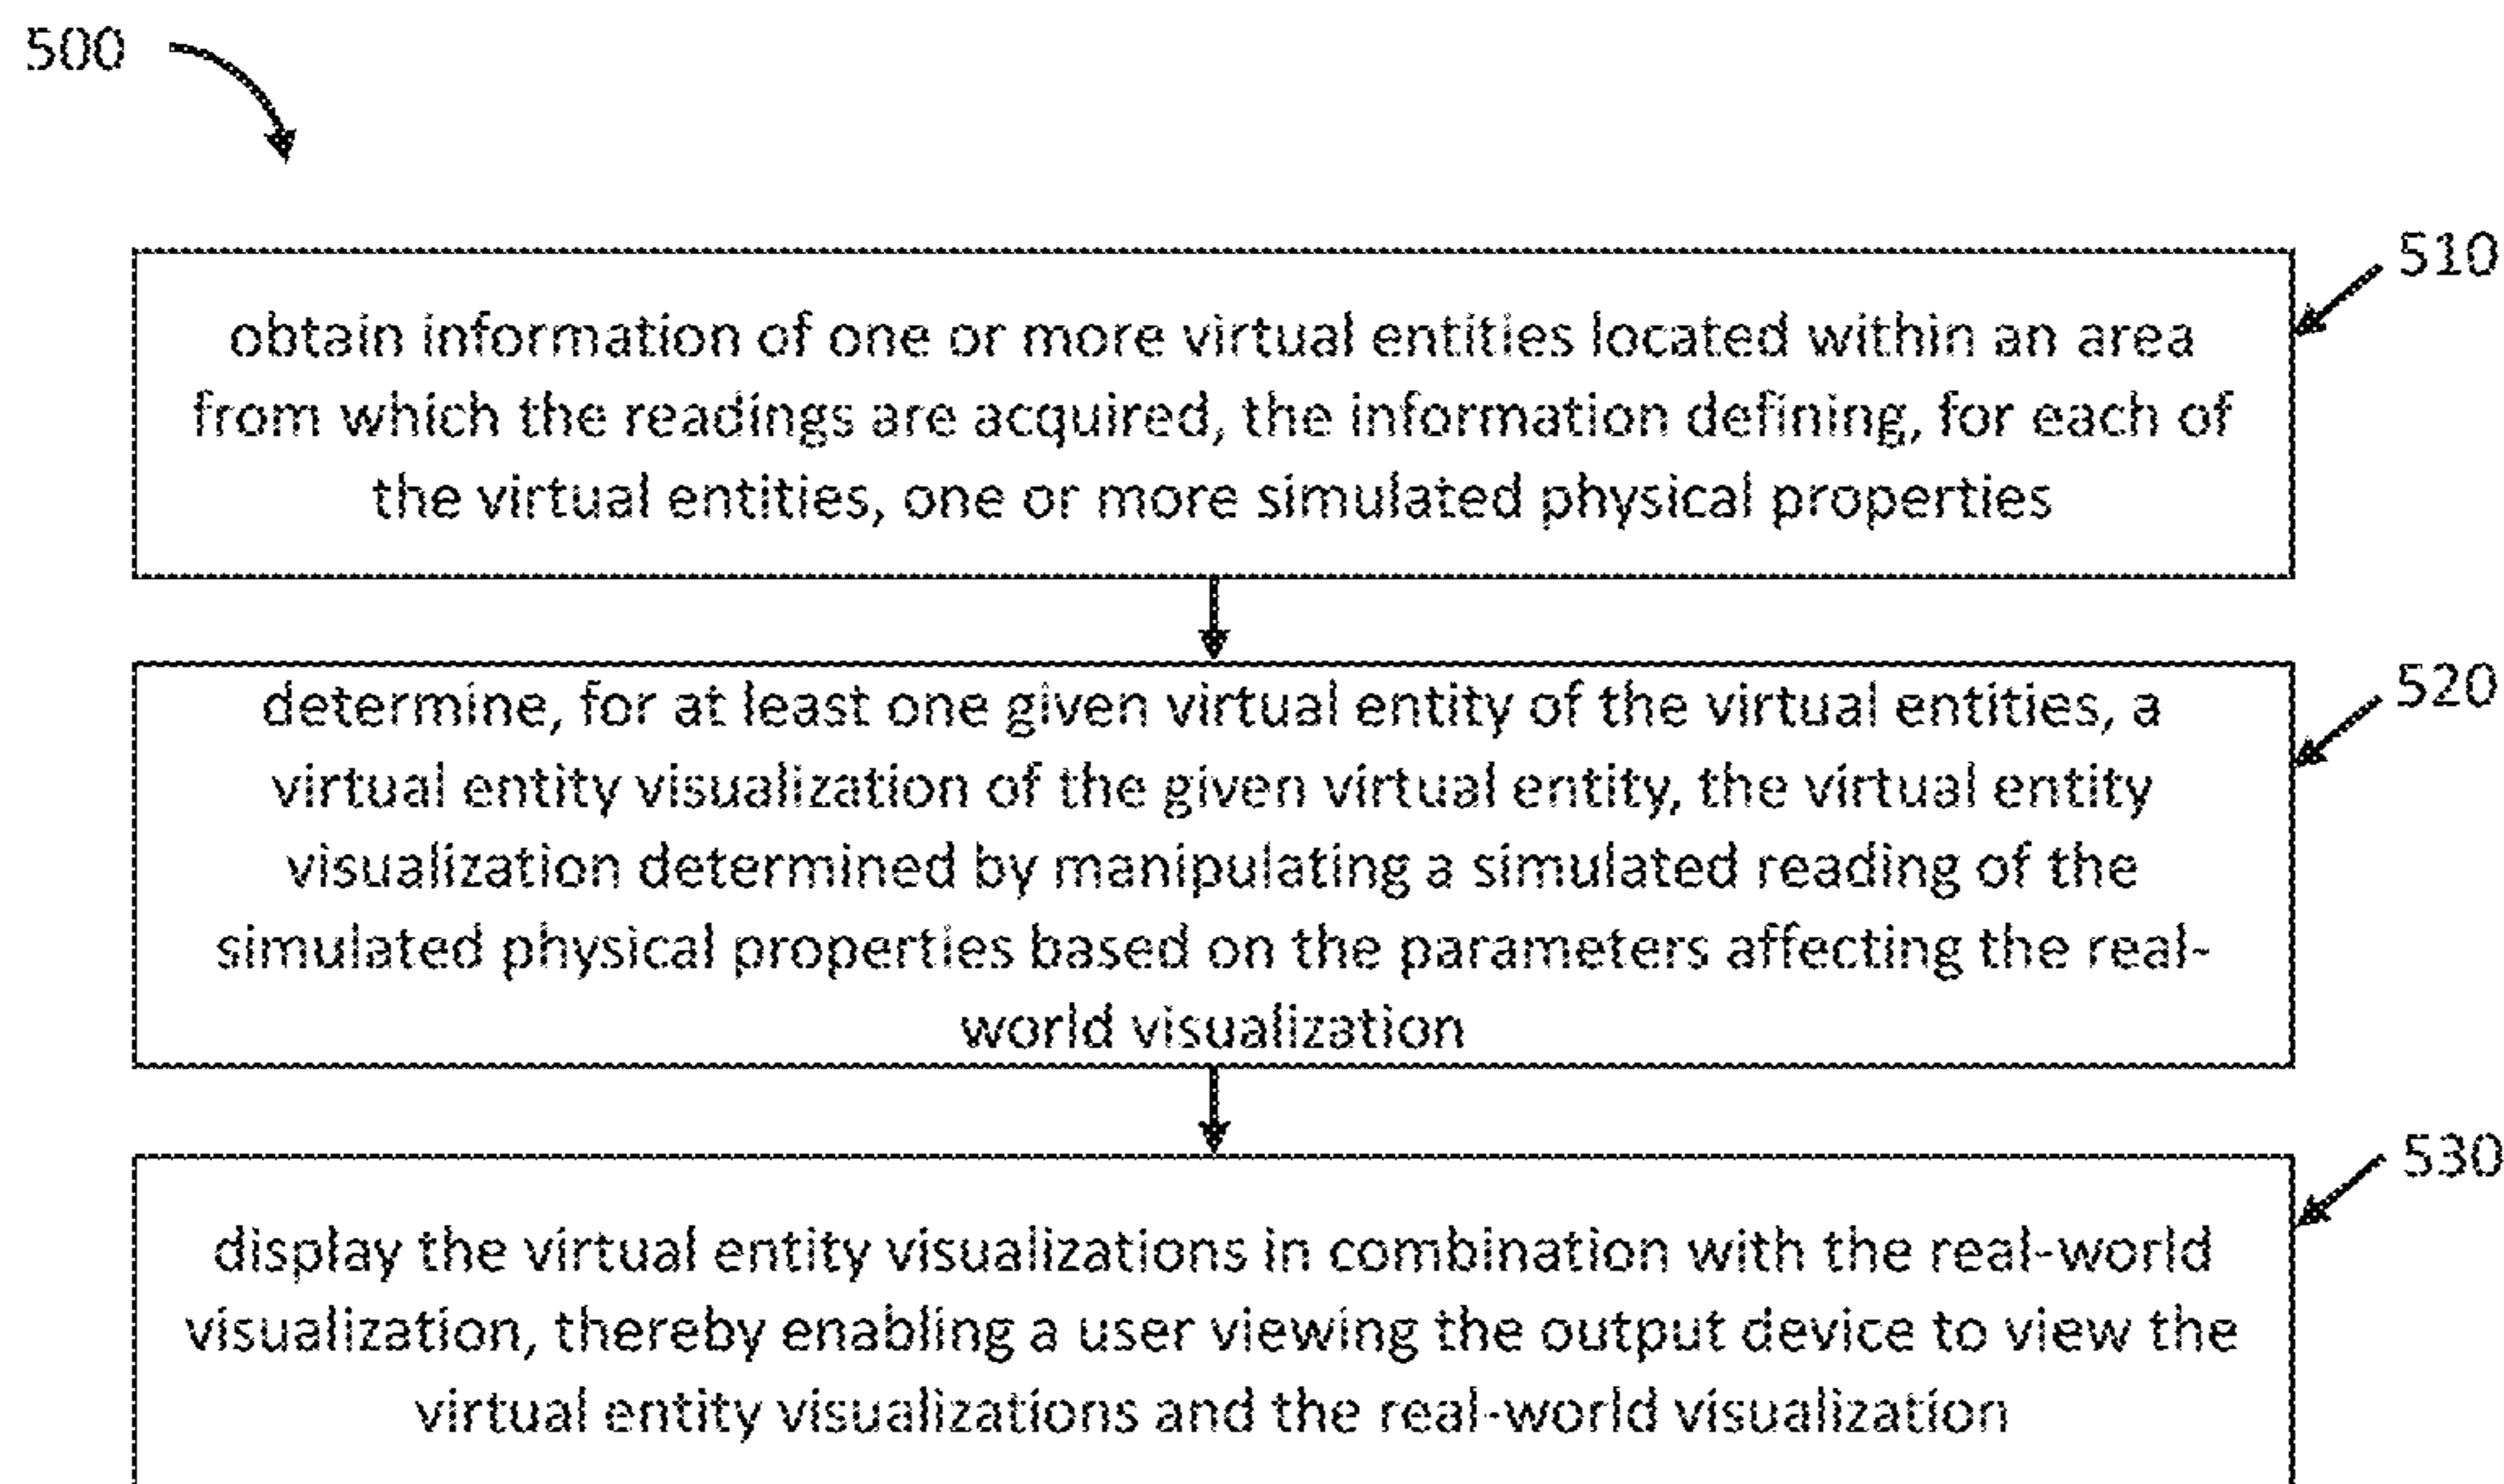 500
510
obtain information of one or more virtual entities located within an area
from which the readings are acquired, the information defining, for each of
the virtual entities, one or more simulated physical properties
520
determine, for at least one given virtual entity of the virtual entities, a
virtual entity visualization of the given virtual entity, the virtual entity
visualization determined by manipulating a simulated reading of the
simulated physical properties based on the parameters affecting the real-
world visualization
530
display the virtual entity visualizations in combination with the real-world
visualization, thereby enabling a user viewing the output device to view the
virtual entity visualizations and the real-world visualization